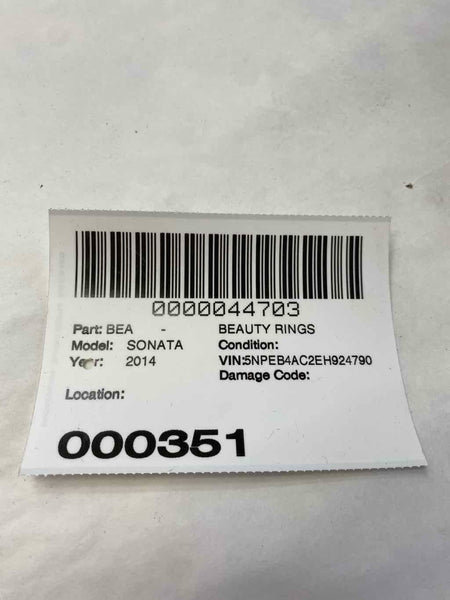 0000044703
Part: BEA - BEAUTY RINGS
Model: SONATA Condition:
Year: 2014 VIN:5NPEB4AC2EH924790
Damage Code:
Location:
000351